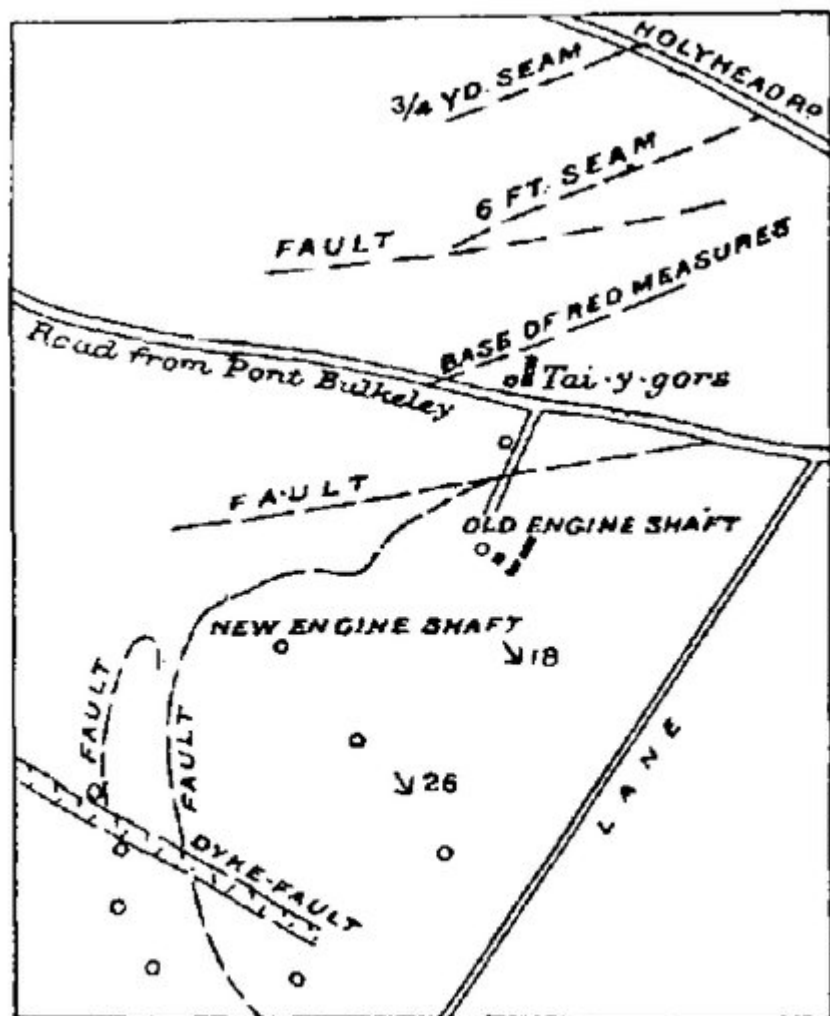 HOLYHEAD RD.
3/4 YD. SEAM
6 FT. SEAM
FAULT
BASE OF RED MEASURES
Road from Pont Bulkeley
Tai-y-gors
FAULT
OLD ENGINE SHAFT
NEW ENGINE SHAFT
18
FAULT
FAULT
26
LANE
DYKE-FAULT